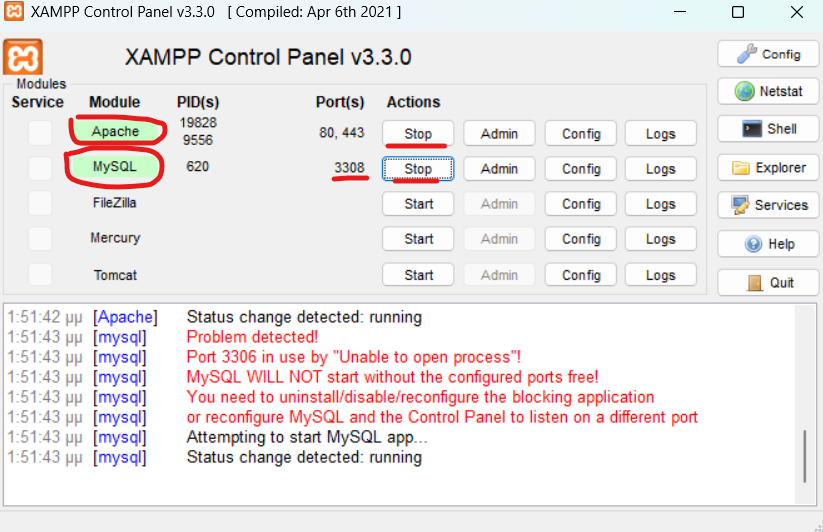 XAMPP Control Panel v3.3.0 [ Compiled: Apr 6th 2021 ]
XAMPP Control Panel v3.3.0
Config
Modules
Service Module PID(s) Port(s) Actions
Netstat
Apache 19828 9556 80, 443 Stop Admin Config Logs
Shell
MySQL 620 3308 Stop Admin Config Logs
Explorer
FileZilla Start Admin Config Logs
Services
Mercury Start Admin Config Logs
Help
Tomcat Start Admin Config Logs
Quit
1:51:42 μμ [Apache] Status change detected: running
1:51:43 μμ [mysql] Problem detected!
1:51:43 μμ [mysql] Port 3306 in use by "Unable to open process"!
1:51:43 μμ [mysql] MySQL WILL NOT start without the configured ports free!
1:51:43 μμ [mysql] You need to uninstall/disable/reconfigure the blocking application
1:51:43 μμ [mysql] or reconfigure MySQL and the Control Panel to listen on a different port
1:51:43 μμ [mysql] Attempting to start MySQL app...
1:51:43 μμ [mysql] Status change detected: running